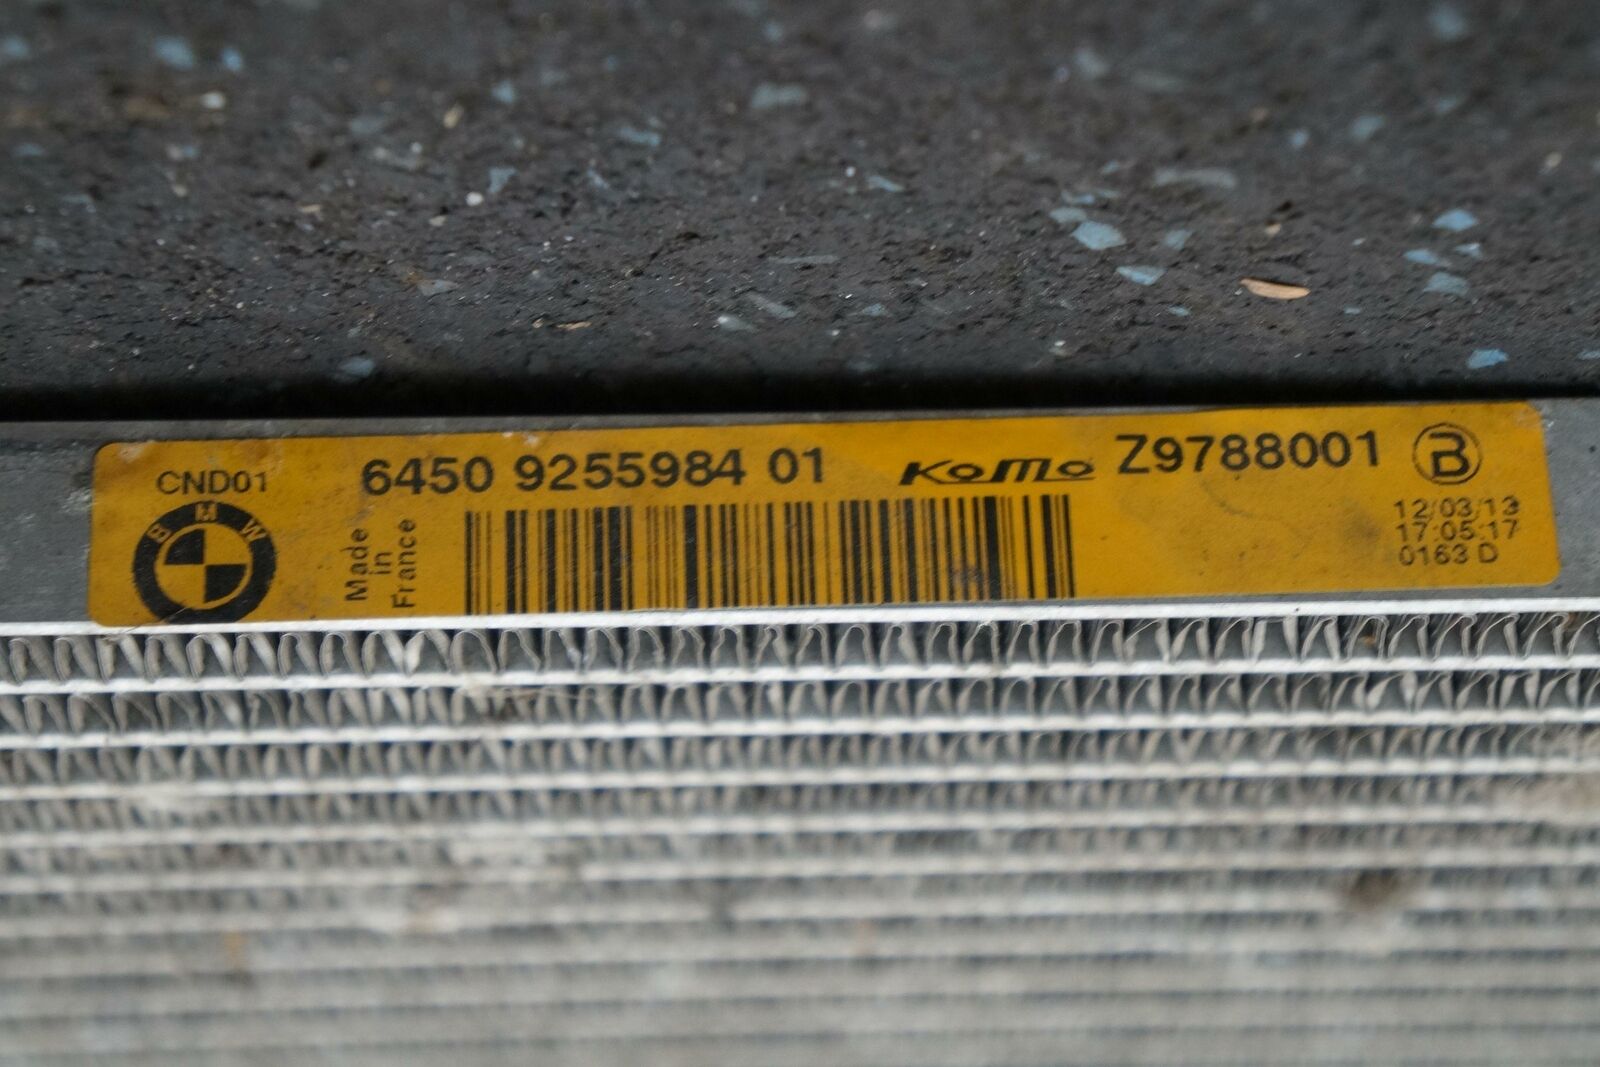 CND01
BMW
Made
in
France
6450 9255984 01
KoMo
Z9788001
B
12/03/13
17:05:17
0163 D